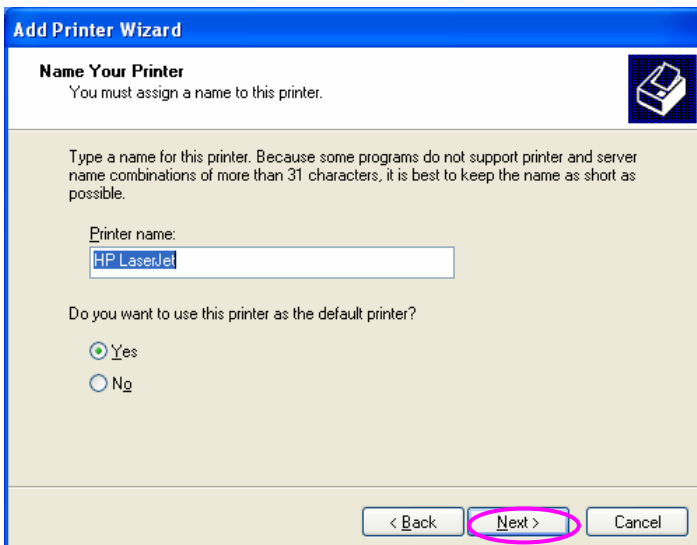 Add Printer Wizard
Name Your Printer
You must assign a name to this printer.
Type a name for this printer. Because some programs do not support printer and server
name combinations of more than 31 characters, it is best to keep the name as short as
possible.
Printer name:
HP LaserJet
Do you want to use this printer as the default printer?
Yes
No
< Back Next > Cancel